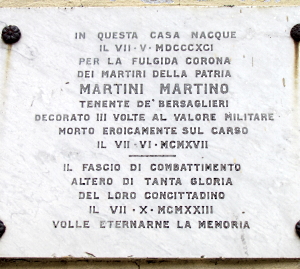 IN QUESTA CASA NACQUE
IL VII · V · MDCCCXCI
PER LA FULGIDA CORONA
DEI MARTIRI DELLA PATRIA
MARTINI MARTINO
TENENTE DE' BERSAGLIERI
DECORATO III VOLTE AL VALORE MILITARE
MORTO EROICAMENTE SUL CARSO
IL VII · VI · MCMXVII
IL FASCIO DI COMBATTIMENTO
ALTERO DI TANTA GLORIA
DEL LORO CONCITTADINO
IL VII · X · MCMXXIII
VOLLE ETERNARNE LA MEMORIA